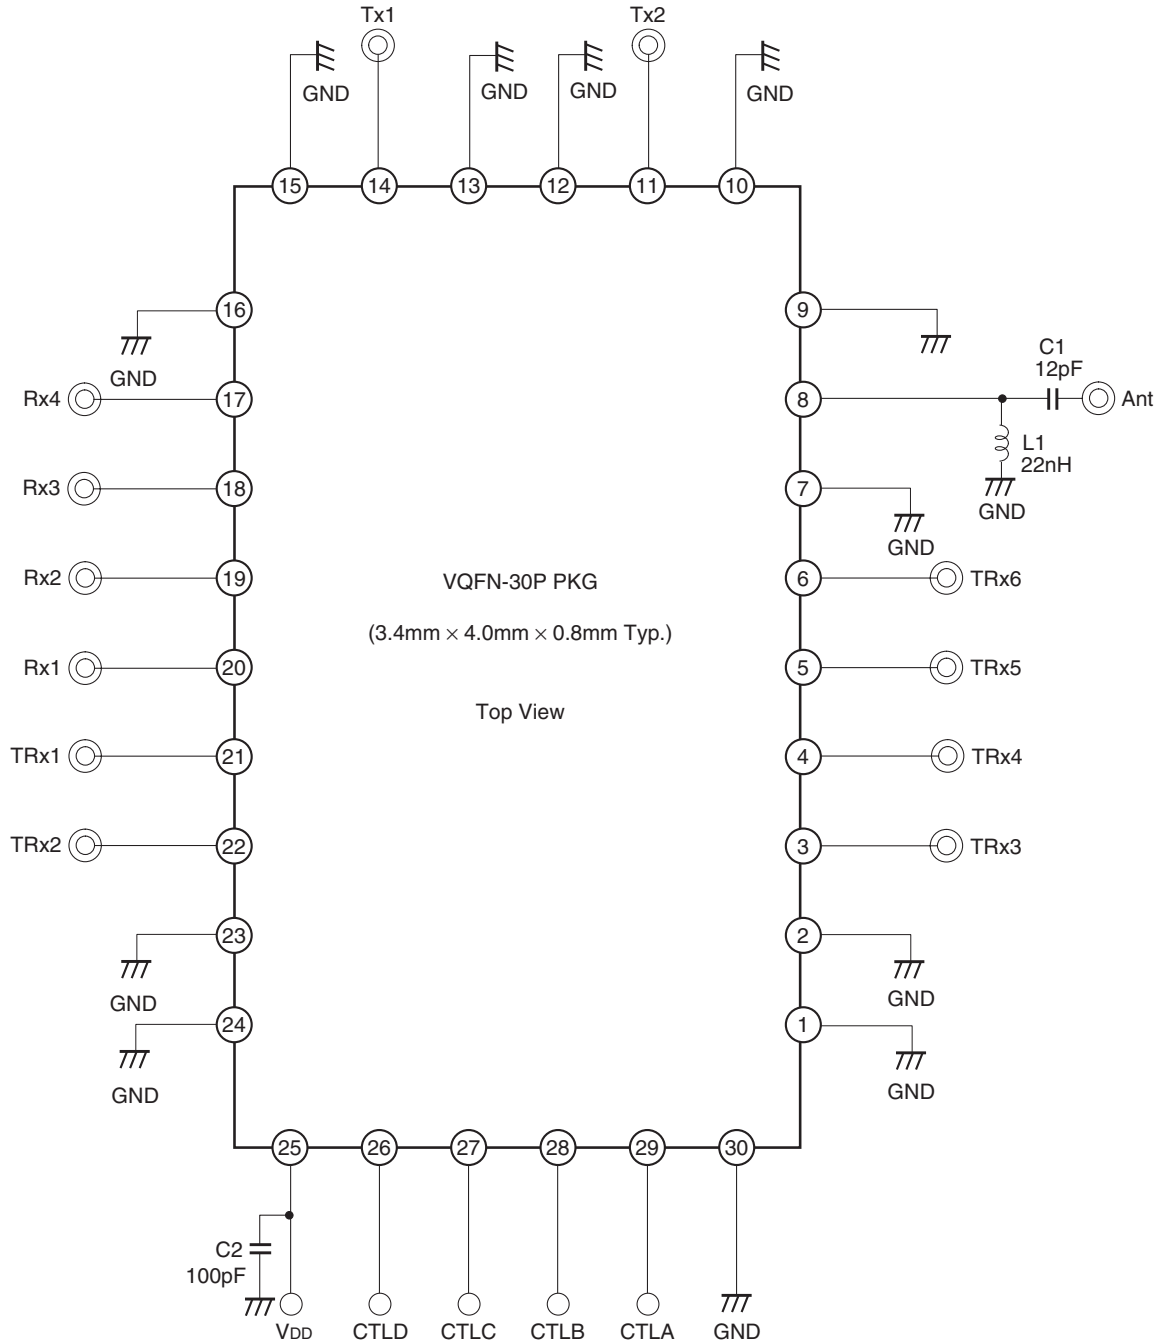 Tx1 Tx2
GND GND GND GND
15 14 13 12 11 10
16 9
GND
C1
12pF
Rx4 17 8 Ant
L1
22nH
Rx3 18 7
GND
GND
Rx2 19 VQFN-30P PKG 6 TRx6
(3.4mm × 4.0mm × 0.8mm Typ.)
Rx1 20 5 TRx5
Top View
TRx1 21 4 TRx4
TRx2 22 3 TRx3
23 2
GND GND
24 1
GND GND
25 26 27 28 29 30
C2
100pF
VDD CTLD CTLC CTLB CTLA GND